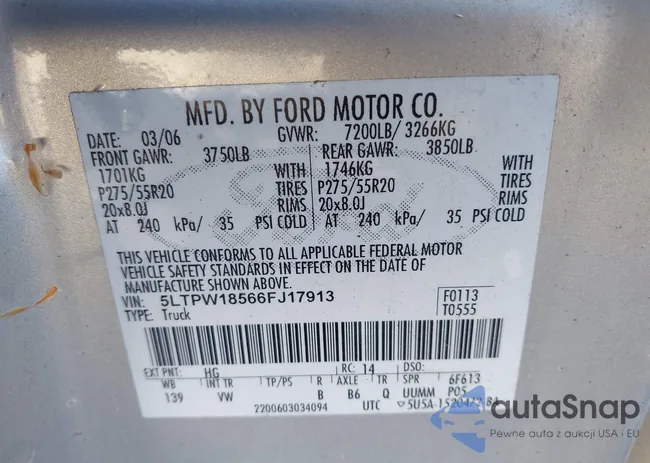 MFD. BY FORD MOTOR CO.
DATE: 03/06 GVWR: 7200LB/ 3266KG
FRONT GAWR: 3750LB REAR GAWR: 3850LB
1701KG WITH 1746KG WITH
P275/55R20 TIRES P275/55R20 TIRES
20x8.0J RIMS 20x8.0J RIMS
AT 240 kPa/ 35 PSI COLD AT 240 kPa/ 35 PSI COLD
THIS VEHICLE CONFORMS TO ALL APPLICABLE FEDERAL MOTOR
VEHICLE SAFETY STANDARDS IN EFFECT ON THE DATE OF
MANUFACTURE SHOWN ABOVE.
VIN: 5LTPW18566FJ17913 F0113
TYPE: Truck T0555
EXT PNT: HG RC: 14 DSO:
WB INT TR TP/PS R AXLE TR SPR 6F613
139 VW B B6 Q UUMM P05
2200603034094 UTC
autoSnap
Pewne auta z aukcji USA i EU